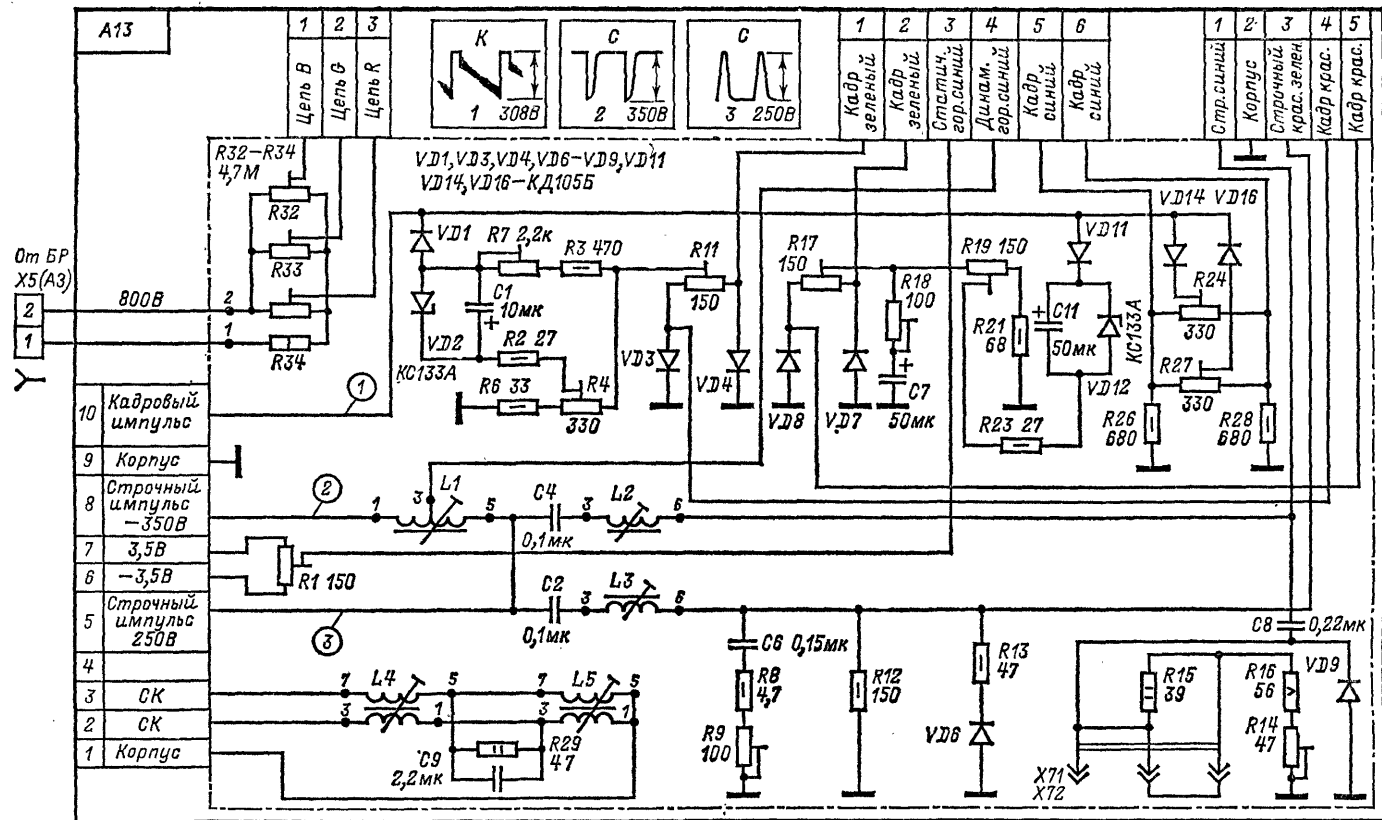 А13
1 2 3
Цепь В
Цепь G
Цепь R
К
1 308В
С
2 350В
С
3 250В
1 2 3 4 5 6
Кадр зеленый
Кадр зеленый
Статич. гор.синий
Динам. гор.синий
Кадр синий
Кадр синий
1 2 3 4 5
Стр.синий
Корпус
Строчный крас.зелен.
Кадр крас.
Кадр крас.
R32–R34
4,7М
VD1,VD3,VD4,VD6–VD9,VD11
VD14,VD16–КД105Б
R32
R33
R34
От БР
Х5(А3)
2
1
800В
2
1
VD1
R7 2,2к
R3 470
R11
150
R17
150
R19 150
VD11
VD14 VD16
R24
330
C1
10мк
+
VD2
КС133А
R2 27
R6 33
R4
330
VD3
VD4
VD8
VD7
R18
100
+
C7
50мк
R21
68
+
C11
50мк
КС133А
VD12
R23 27
R27
330
R26
680
R28
680
10 Кадровый импульс
1
9 Корпус
8 Строчный импульс –350В
2
7 3,5В
6 –3,5В
5 Строчный импульс 250В
3
4
3 СК
2 СК
1 Корпус
1 3 L1 5
C4
0,1мк
3 L2 6
R1 150
C2
0,1мк
3 L3 6
C6 0,15мк
R8
4,7
R9
100
R12
150
R13
47
VD6
C8 0,22мк
R15
39
R16
56
R14
47
VD9
Х71
Х72
7 L4 5
3 1
7 L5 5
3 1
R29
47
C9
2,2мк